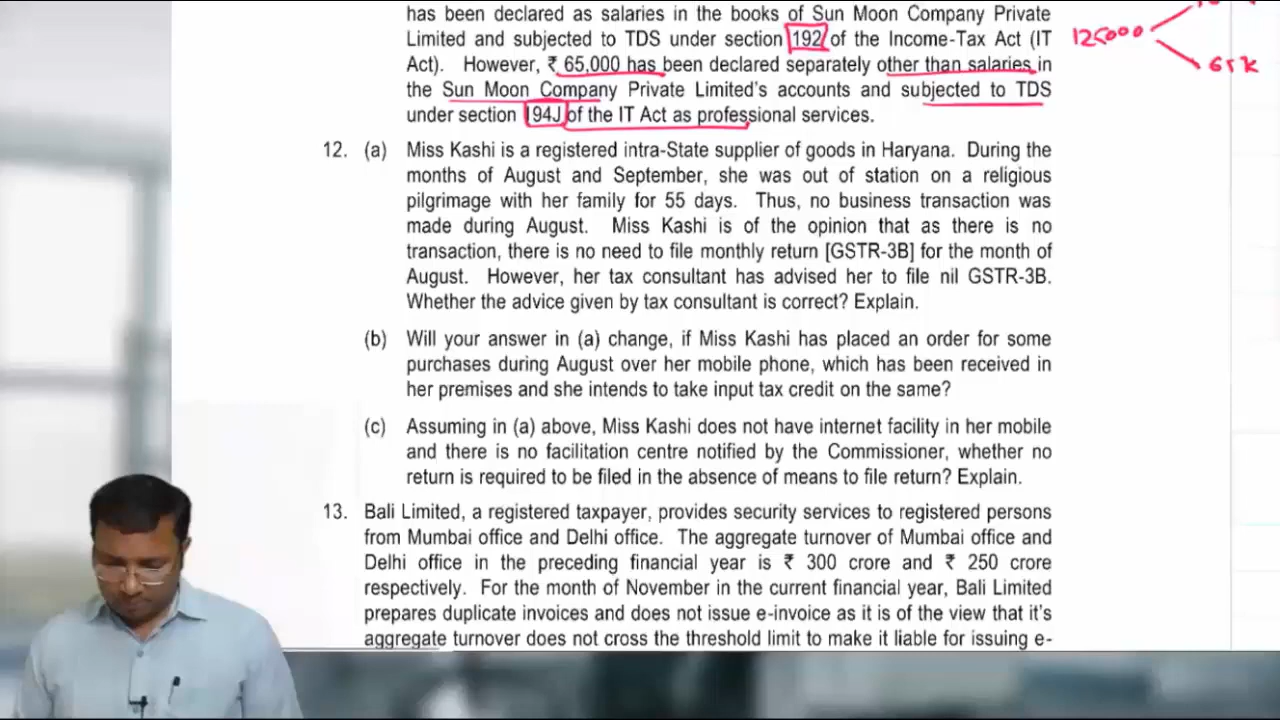 has been declared as salaries in the books of Sun Moon Company Private
Limited and subjected to TDS under section 192 of the Income-Tax Act (IT
125000
Act). However, ₹ 65,000 has been declared separately other than salaries in
65K
the Sun Moon Company Private Limited's accounts and subjected to TDS
under section 194J of the IT Act as professional services.
12. (a) Miss Kashi is a registered intra-State supplier of goods in Haryana. During the
months of August and September, she was out of station on a religious
pilgrimage with her family for 55 days. Thus, no business transaction was
made during August. Miss Kashi is of the opinion that as there is no
transaction, there is no need to file monthly return [GSTR-3B] for the month of
August. However, her tax consultant has advised her to file nil GSTR-3B.
Whether the advice given by tax consultant is correct? Explain.
(b) Will your answer in (a) change, if Miss Kashi has placed an order for some
purchases during August over her mobile phone, which has been received in
her premises and she intends to take input tax credit on the same?
(c) Assuming in (a) above, Miss Kashi does not have internet facility in her mobile
and there is no facilitation centre notified by the Commissioner, whether no
return is required to be filed in the absence of means to file return? Explain.
13. Bali Limited, a registered taxpayer, provides security services to registered persons
from Mumbai office and Delhi office. The aggregate turnover of Mumbai office and
Delhi office in the preceding financial year is ₹ 300 crore and ₹ 250 crore
respectively. For the month of November in the current financial year, Bali Limited
prepares duplicate invoices and does not issue e-invoice as it is of the view that it's
aggregate turnover does not cross the threshold limit to make it liable for issuing e-